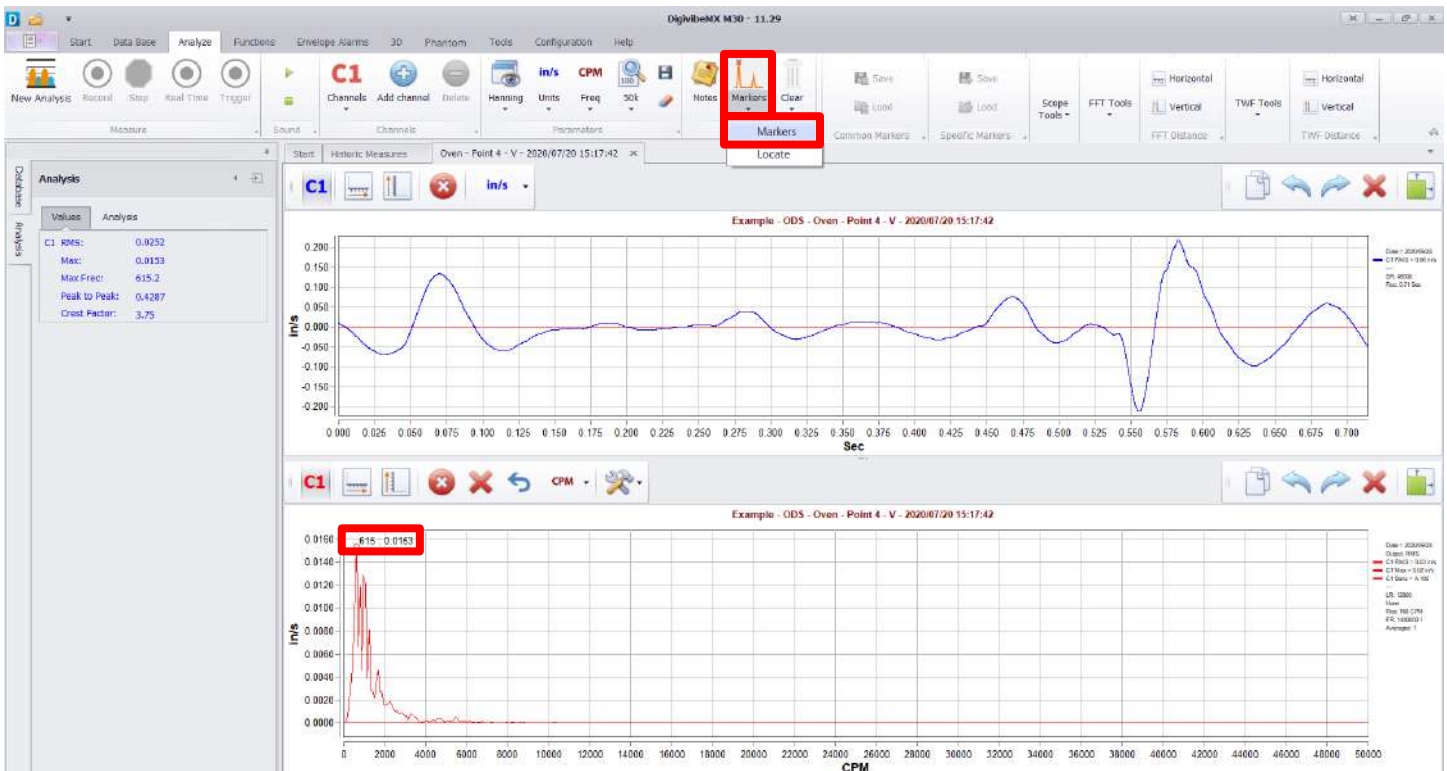 DigivibeMX M30 - 11.29
Start Data Base Analyze Functions Envelope Alarms 3D Phantom Tools Configuration Help
C1 in/s CPM 100
Save Save Horizontal Horizontal
New Analysis Record Stop Real Time Trigger Channels Add channel Delete Hanning Units Freq 50k Notes Markers Clear
Load Load Scope Tools FFT Tools Vertical TWF Tools Vertical
Measure Sound Channels Parameters Markers Common Markers Specific Markers FFT Distance TWF Distance
Locate
Start Historic Measures Oven - Point 4 - V - 2020/07/20 15:17:42
Database
Analysis
Analysis
Values Analysis
C1 RMS: 0.0252
Max: 0.0153
Max Frec: 615.2
Peak to Peak: 0.4287
Crest Factor: 3.75
C1 in/s
Example - ODS - Oven - Point 4 - V - 2020/07/20 15:17:42
0.200
0.150
0.100
0.050
0.000
-0.050
-0.100
-0.150
-0.200
in/s
0.000 0.025 0.050 0.075 0.100 0.125 0.150 0.175 0.200 0.225 0.250 0.275 0.300 0.325 0.350 0.375 0.400 0.425 0.450 0.475 0.500 0.525 0.550 0.575 0.600 0.625 0.650 0.675 0.700
Sec
C1 CPM
Example - ODS - Oven - Point 4 - V - 2020/07/20 15:17:42
615 : 0.0153
0.0160
0.0140
0.0120
0.0100
0.0080
0.0060
0.0040
0.0020
0.0000
in/s
0 2000 4000 6000 8000 10000 12000 14000 16000 18000 20000 22000 24000 26000 28000 30000 32000 34000 36000 38000 40000 42000 44000 46000 48000 50000
CPM
Output: RMS
Averages: 1